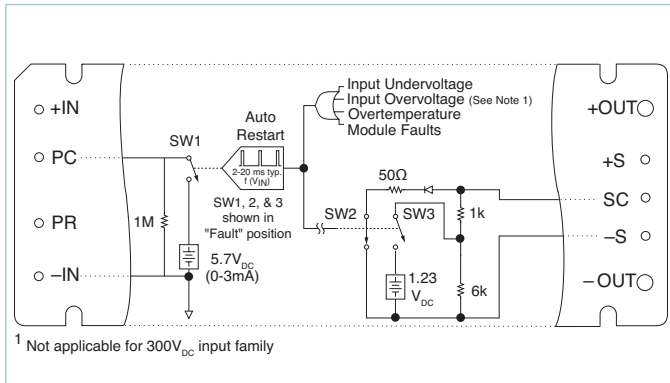 +IN
PC
PR
–IN
1M
SW1
5.7V DC
(0-3mA)
Auto
Restart
2-20 ms typ.
f (VIN)
SW1, 2, & 3
shown in
"Fault" position
Input Undervoltage
Input Overvoltage (See Note 1)
Overtemperature
Module Faults
50Ω
SW2
SW3
1k
1.23
V DC
6k
+OUT
+S
SC
–S
– OUT
1 Not applicable for 300V DC input family